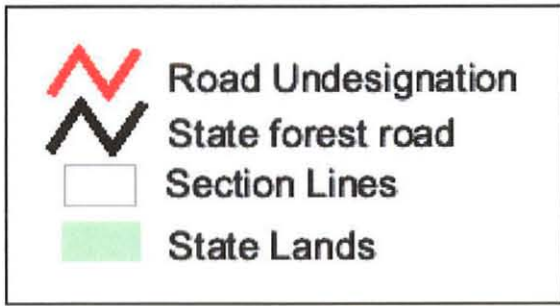 Road Undesignation
State forest road
Section Lines
State Lands